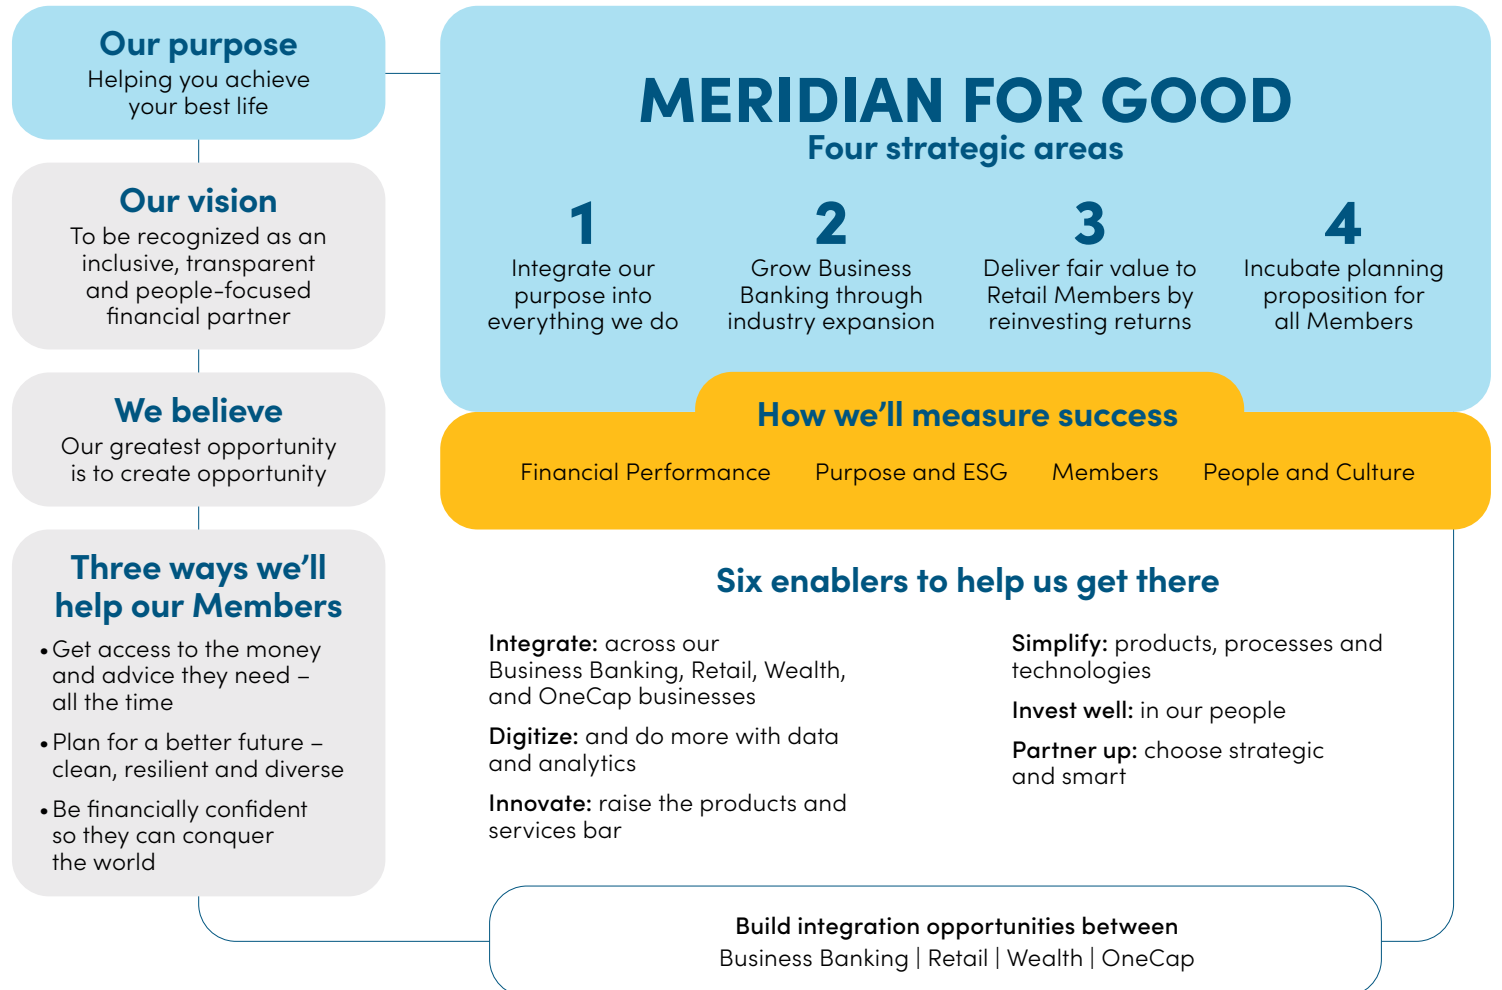 Our purpose
Helping you achieve
your best life
Our vision
To be recognized as an
inclusive, transparent
and people-focused
financial partner
We believe
Our greatest opportunity
is to create opportunity
Three ways we’ll
help our Members
• Get access to the money
and advice they need –
all the time
• Plan for a better future –
clean, resilient and diverse
• Be financially confident
so they can conquer
the world
MERIDIAN FOR GOOD
Four strategic areas
1
Integrate our
purpose into
everything we do
2
Grow Business
Banking through
industry expansion
3
Deliver fair value to
Retail Members by
reinvesting returns
4
Incubate planning
proposition for
all Members
How we’ll measure success
Financial Performance Purpose and ESG Members People and Culture
Six enablers to help us get there
Integrate: across our
Business Banking, Retail, Wealth,
and OneCap businesses
Digitize: and do more with data
and analytics
Innovate: raise the products and
services bar
Simplify: products, processes and
technologies
Invest well: in our people
Partner up: choose strategic
and smart
Build integration opportunities between
Business Banking | Retail | Wealth | OneCap